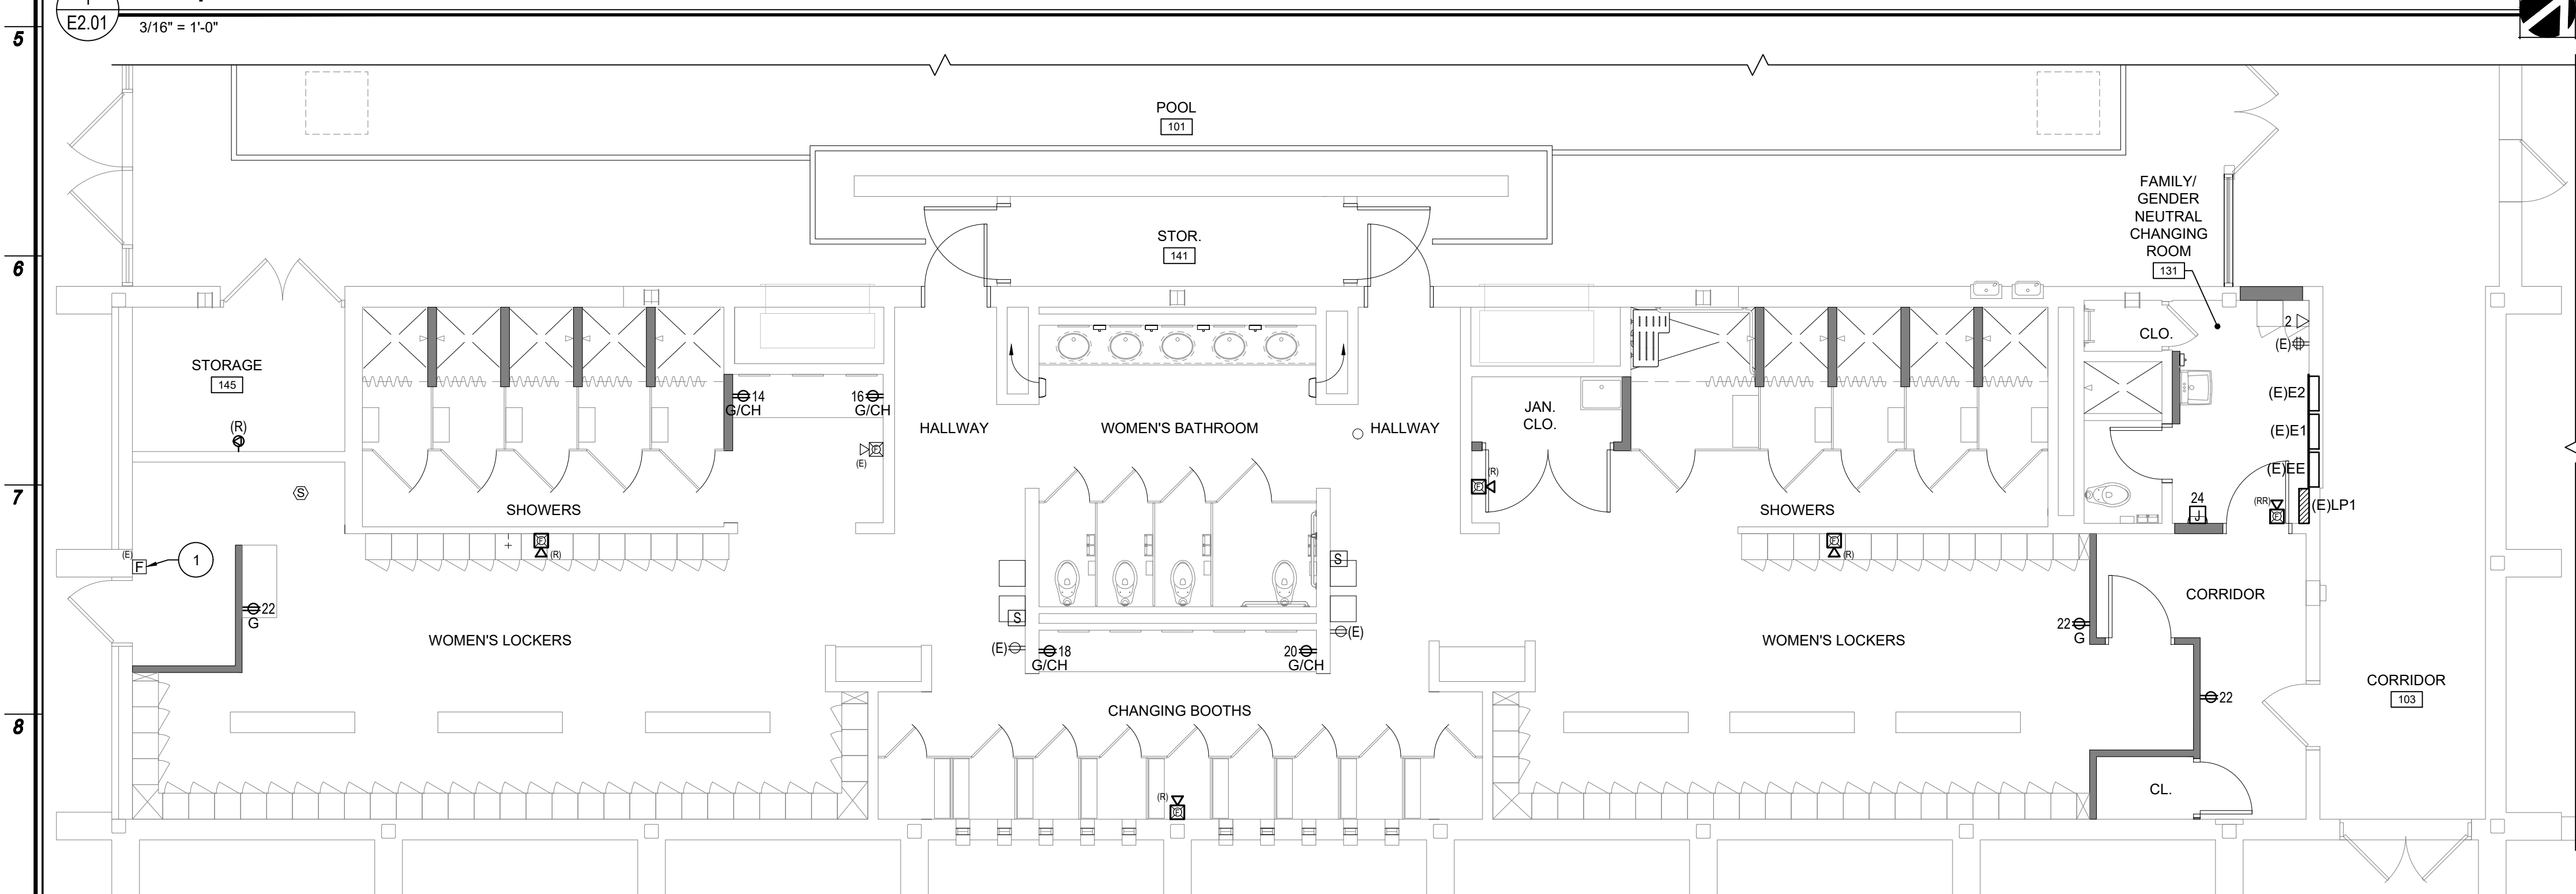 5
E2.01
3/16" = 1'-0"
POOL
101
FAMILY/
GENDER
NEUTRAL
CHANGING
ROOM
131
STOR.
141
6
CLO.
2
(E)
STORAGE
145
(R)
14
G/CH
16
G/CH
(E)E2
(E)E1
(E)EE
(E)LP1
HALLWAY
WOMEN'S BATHROOM
HALLWAY
JAN.
CLO.
F
(E)
7
S
SHOWERS
(R)
F
SHOWERS
24
J
(RR)
F
F
(R)
F
(R)
(E)
F
1
S
S
CORRIDOR
22
G
WOMEN'S LOCKERS
(E)
18
G/CH
20
G/CH
(E)
WOMEN'S LOCKERS
22
G
CORRIDOR
103
22
8
CHANGING BOOTHS
CL.
(R)
F